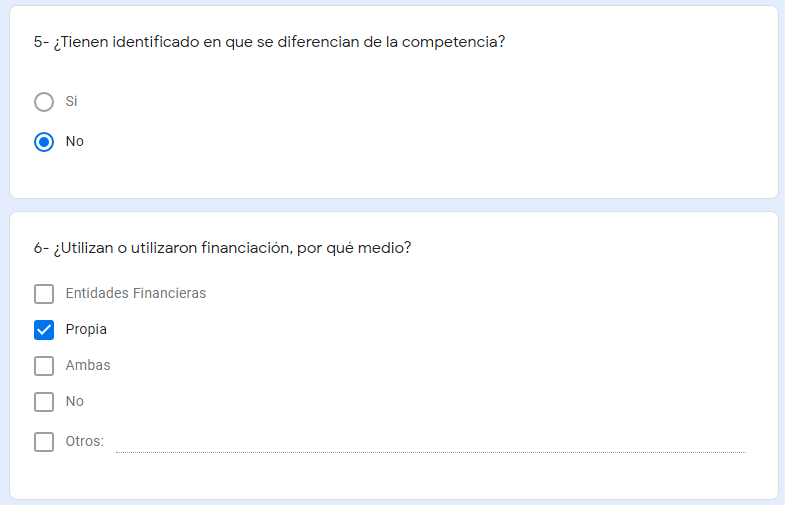 5- ¿Tienen identificado en que se diferencian de la competencia?
Si
No
6- ¿Utilizan o utilizaron financiación, por qué medio?
Entidades Financieras
Propia
Ambas
No
Otros: